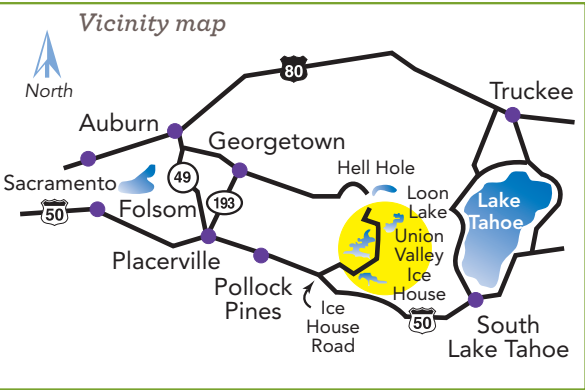 Vicinity map
North
80
Truckee
Auburn
Georgetown
Hell Hole
Sacramento
49
193
Loon
Lake
Lake
Tahoe
50
Folsom
Union
Valley
Placerville
Ice
House
Pollock
Pines
Ice
House
Road
50
South
Lake Tahoe